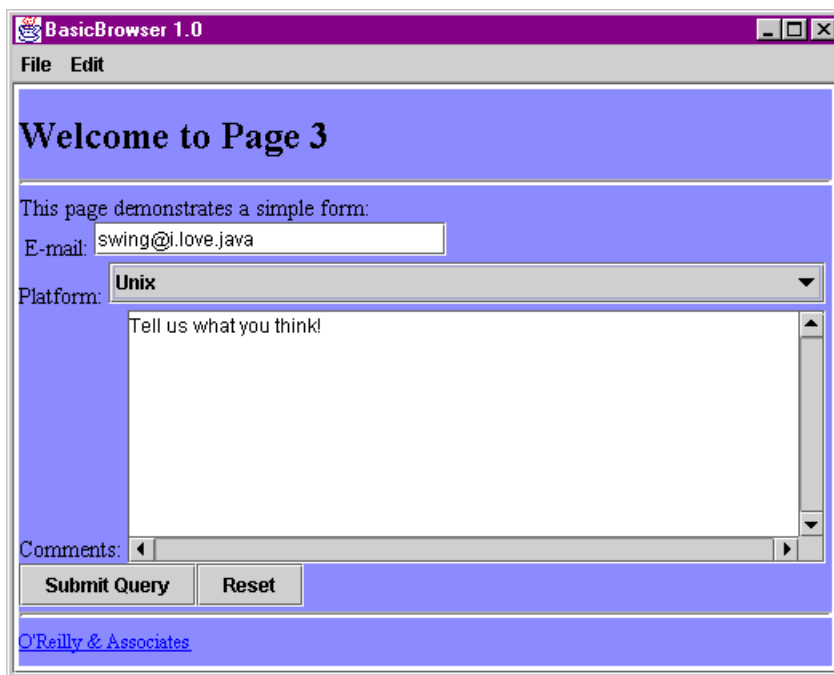 BasicBrowser 1.0
File Edit
Welcome to Page 3
This page demonstrates a simple form:
E-mail: swing@i.love.java
Platform: Unix
Tell us what you think!
Comments:
Submit Query Reset
O'Reilly & Associates